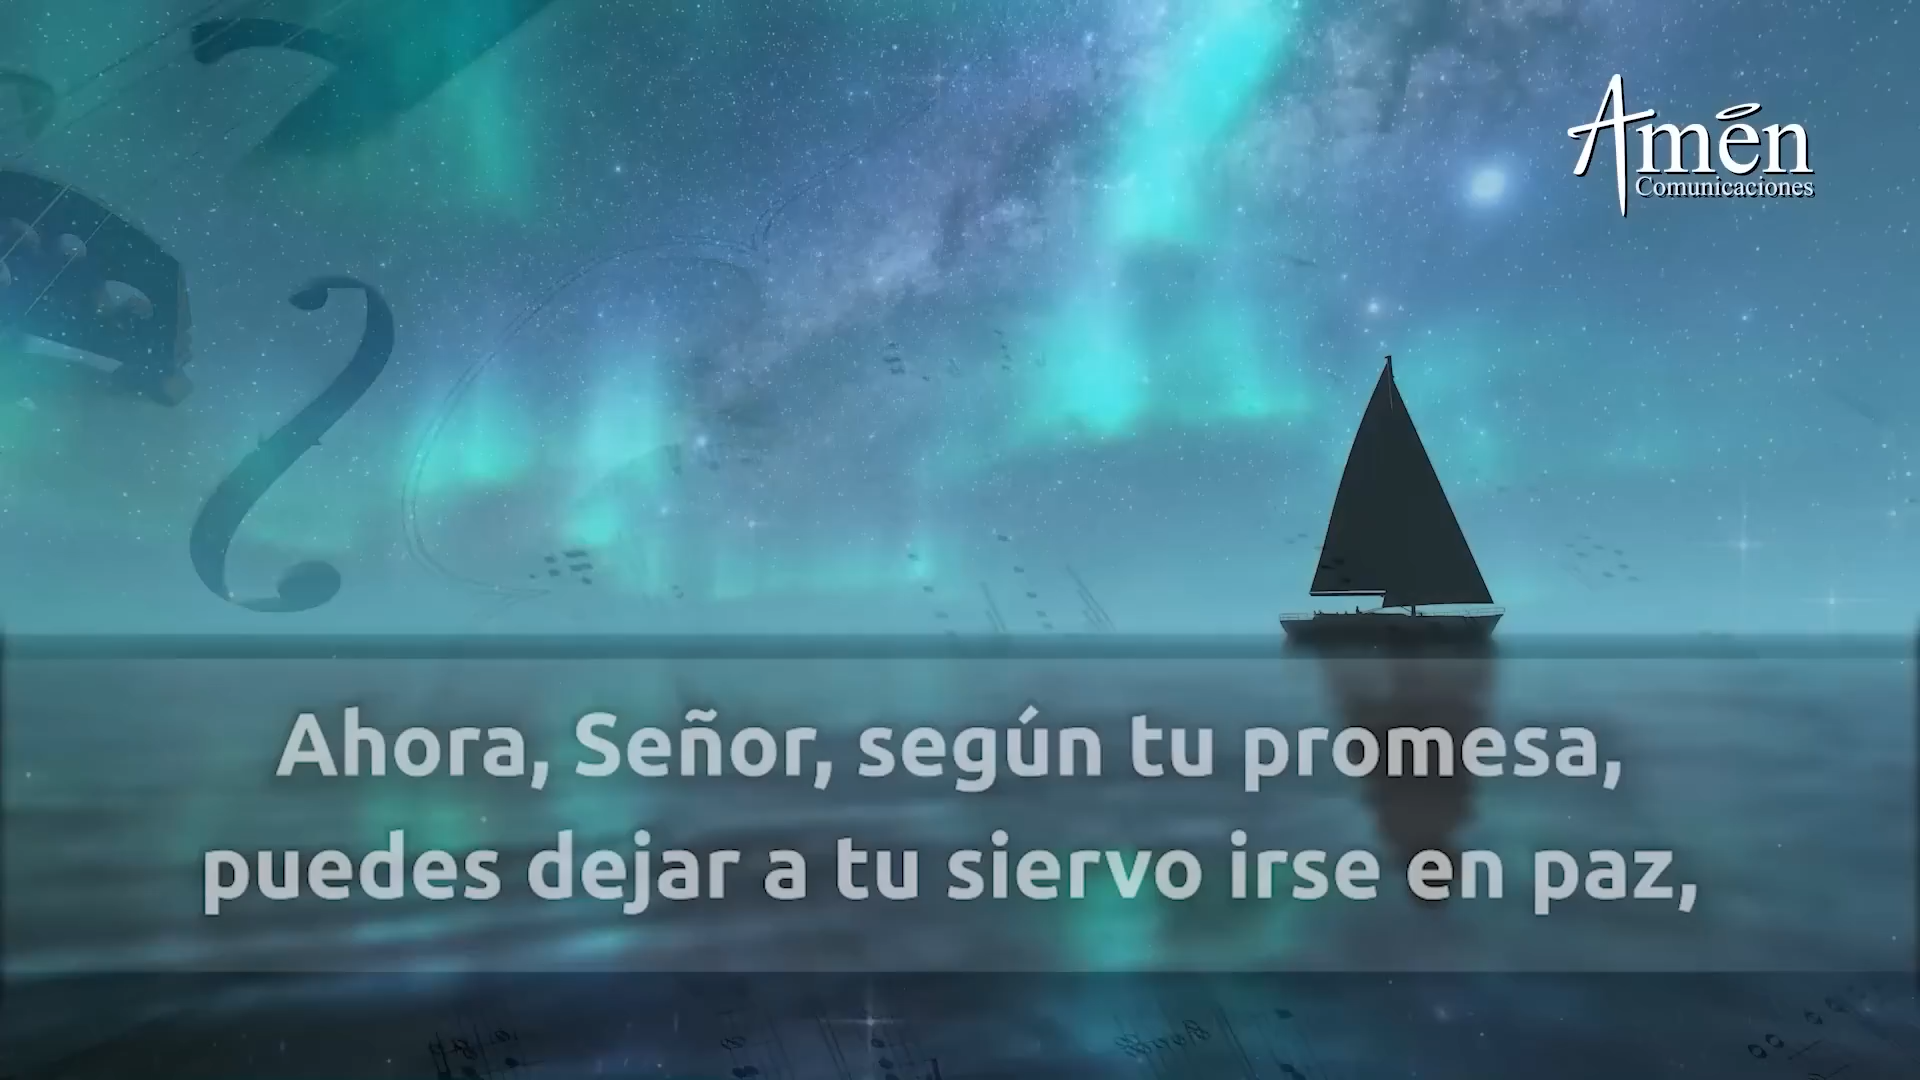 Amén
Comunicaciones
Ahora, Señor, según tu promesa,
puedes dejar a tu siervo irse en paz,